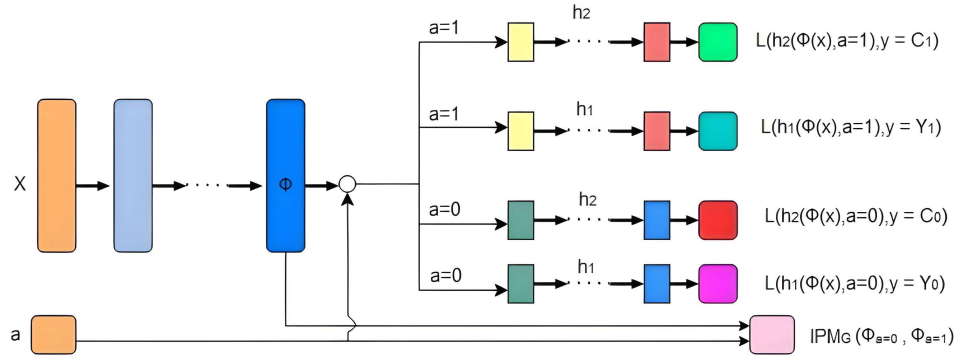 h₂
a=1
L(h₂(Φ(x),a=1),y = C₁)
h₁
a=1
L(h₁(Φ(x),a=1),y = Y₁)
X
Φ
h₂
a=0
L(h₂(Φ(x),a=0),y = C₀)
h₁
a=0
L(h₁(Φ(x),a=0),y = Y₀)
a
IPM_G (Φₐ₌₀ , Φₐ₌₁)